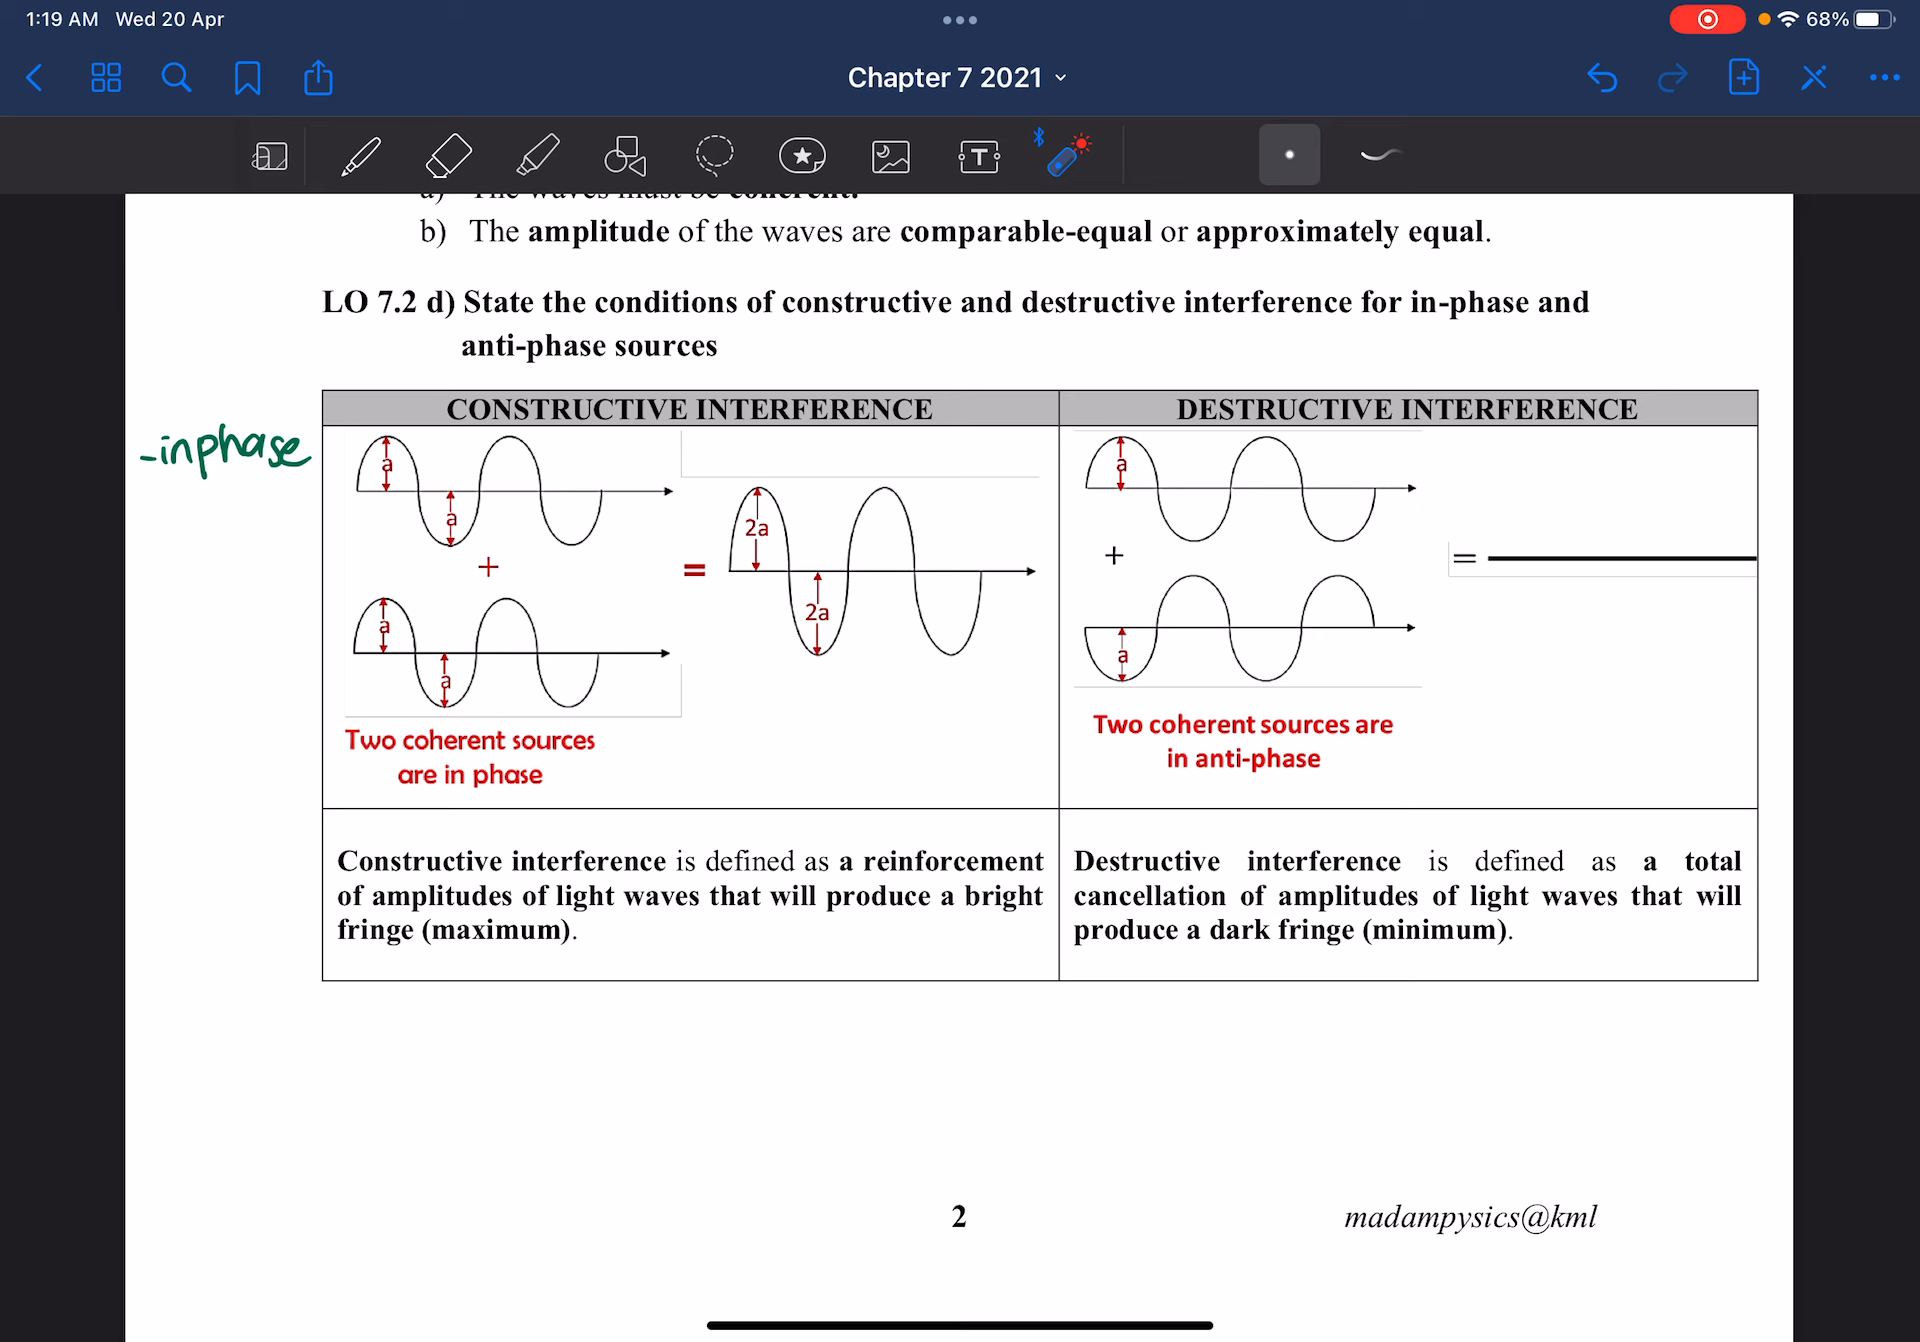 1:19 AM Wed 20 Apr
68%
Chapter 7 2021
a) The waves must be coherent.
b) The amplitude of the waves are comparable-equal or approximately equal.
LO 7.2 d) State the conditions of constructive and destructive interference for in-phase and
anti-phase sources
-inphase
CONSTRUCTIVE INTERFERENCE
a
a
+
a
a
=
2a
2a
Two coherent sources
are in phase
DESTRUCTIVE INTERFERENCE
a
+
a
=
Two coherent sources are
in anti-phase
Constructive interference is defined as a reinforcement
of amplitudes of light waves that will produce a bright
fringe (maximum).
Destructive interference is defined as a total
cancellation of amplitudes of light waves that will
produce a dark fringe (minimum).
2
madampysics@kml